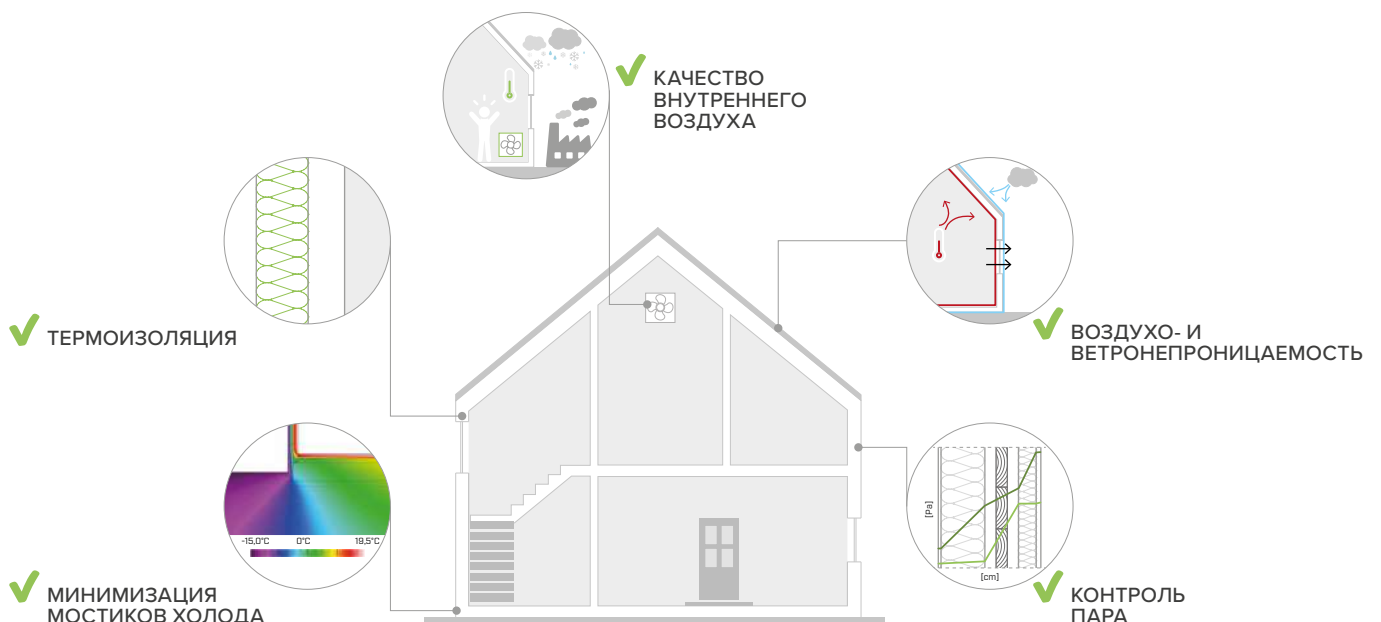 КАЧЕСТВО
ВНУТРЕННЕГО
ВОЗДУХА
ТЕРМОИЗОЛЯЦИЯ
ВОЗДУХО- И
ВЕТРОНЕПРОНИЦАЕМОСТЬ
-15,0°C 0°C 19,5°C
МИНИМИЗАЦИЯ
МОСТИКОВ ХОЛОДА
[Pa]
[cm]
КОНТРОЛЬ
ПАРА